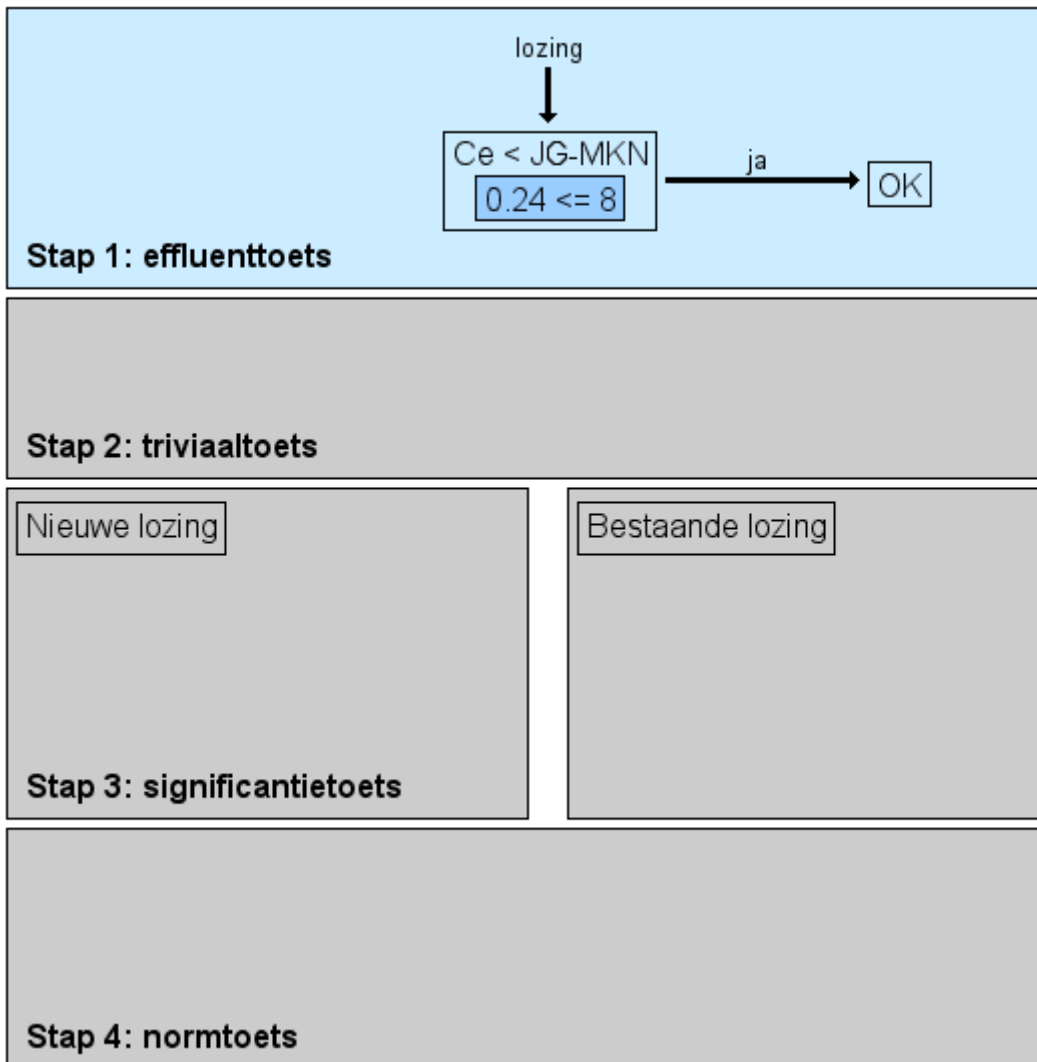 lozing
Ce < JG-MKN
ja
OK
0.24 <= 8
Stap 1: effluenttoets
Stap 2: triviaaltoets
Nieuwe lozing
Bestaande lozing
Stap 3: significantietoets
Stap 4: normtoets